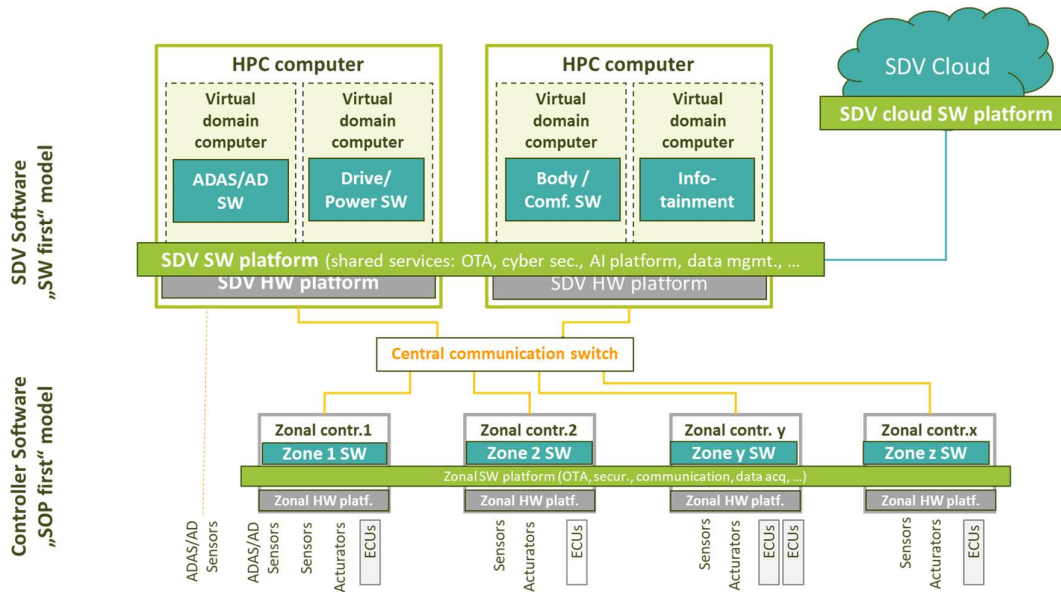 SDV Software
„SW first“ model
HPC computer
Virtual
domain
computer
ADAS/AD
SW
Virtual
domain
computer
Drive/
Power SW
HPC computer
Virtual
domain
computer
Body /
Comf. SW
Virtual
domain
computer
Info-
tainment
SDV Cloud
SDV cloud SW platform
SDV SW platform (shared services: OTA, cyber sec., AI platform, data mgmt., ...
SDV HW platform
SDV HW platform
Central communication switch
Controller Software
„SOP first“ model
Zonal contr.1
Zone 1 SW
Zonal contr.2
Zone 2 SW
Zonal contr. y
Zone y SW
Zonal contr.x
Zone z SW
Zonal SW platform (OTA, secur., communication, data acq, ...)
Zonal HW platf.
Zonal HW platf.
Zonal HW platf.
Zonal HW platf.
ADAS/AD
Sensors
ADAS/AD
Sensors
Sensors
Acturators
ECUs
Sensors
Acturators
ECUs
Sensors
Acturators
ECUs
ECUs
Sensors
Acturators
ECUs